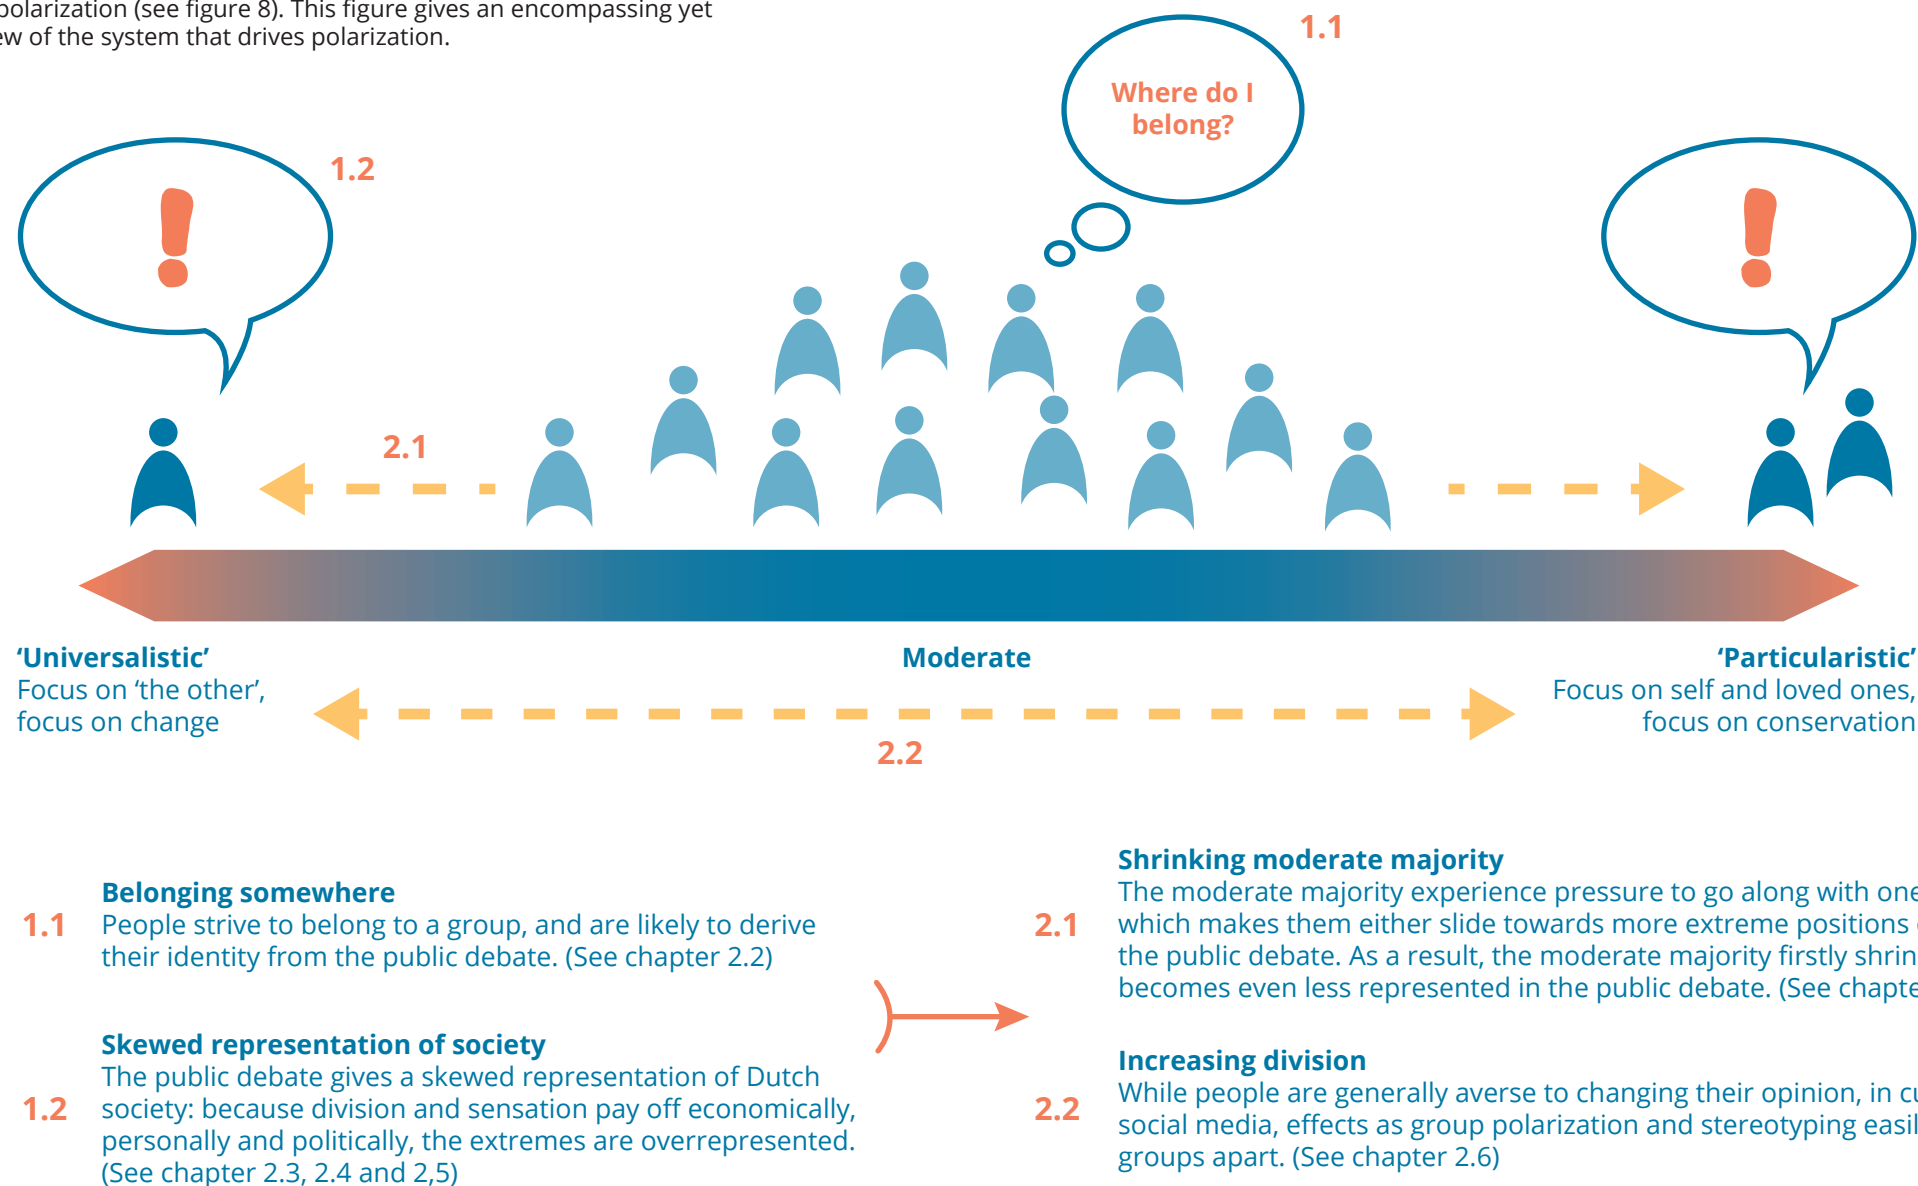 polarization (see figure 8). This figure gives an encompassing yet
of the system that drives polarization.
1.1
Where do I
belong?
1.2
2.1
‘Universalistic’
Focus on ‘the other’,
focus on change
Moderate
‘Particularistic’
Focus on self and loved ones,
focus on conservation
2.2
1.1
Belonging somewhere
People strive to belong to a group, and are likely to derive
their identity from the public debate. (See chapter 2.2)
1.2
Skewed representation of society
The public debate gives a skewed representation of Dutch
society: because division and sensation pay off economically,
personally and politically, the extremes are overrepresented.
(See chapter 2.3, 2.4 and 2,5)
2.1
Shrinking moderate majority
The moderate majority experience pressure to go along with one
which makes them either slide towards more extreme positions
the public debate. As a result, the moderate majority firstly
becomes even less represented in the public debate. (See
2.2
Increasing division
While people are generally averse to changing their opinion, in
social media, effects as group polarization and stereotyping
groups apart. (See chapter 2.6)